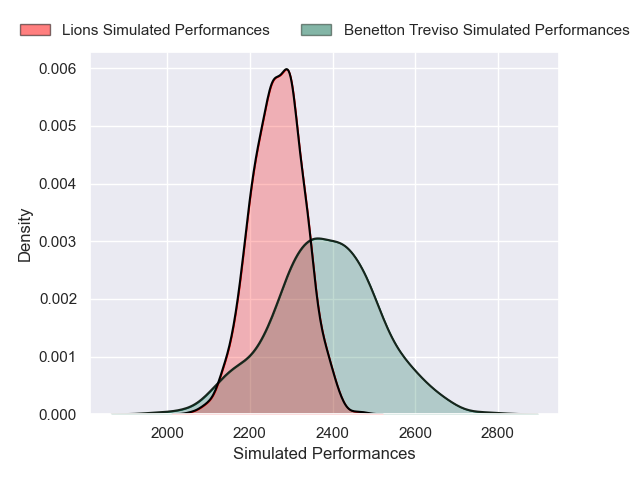 Lions Simulated Performances Benetton Treviso Simulated Performances
0.006
0.005
0.004
0.003
0.002
0.001
0.000
Density
2000 2200 2400 2600 2800
Simulated Performances